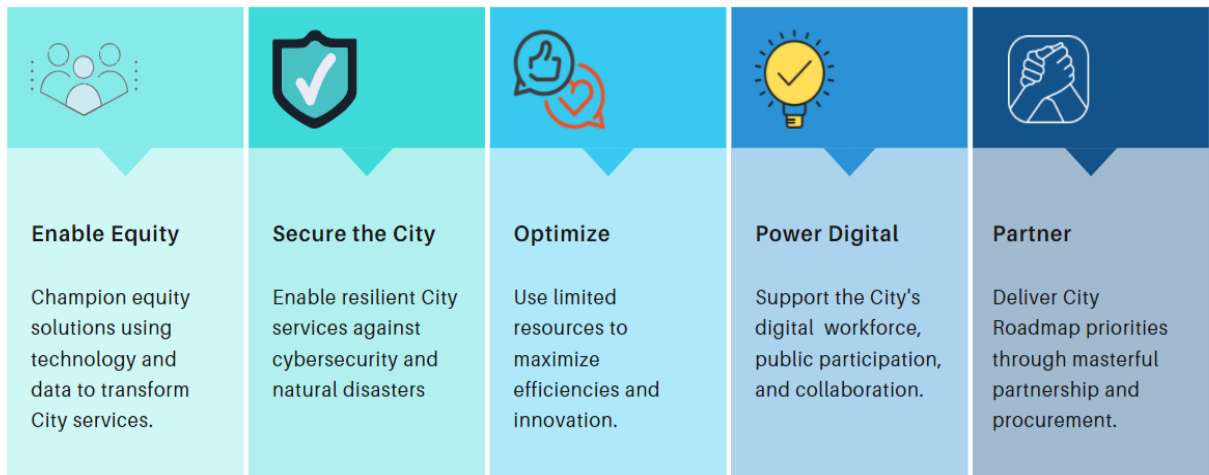 Enable Equity
Champion equity
solutions using
technology and
data to transform
City services.
Secure the City
Enable resilient City
services against
cybersecurity and
natural disasters
Optimize
Use limited
resources to
maximize
efficiencies and
innovation.
Power Digital
Support the City's
digital  workforce,
public participation,
and collaboration.
Partner
Deliver City
Roadmap priorities
through masterful
partnership and
procurement.